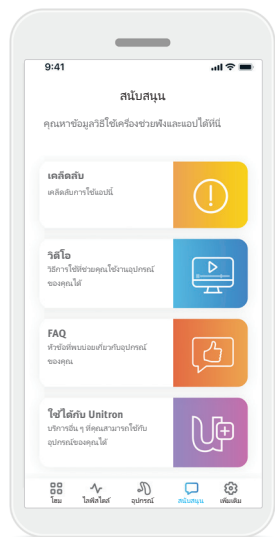 9:41
สนับสนุน
คุณหาข้อมูลวิธีใช้เครื่องช่วยฟังและแอปได้ที่นี่
เคล็ดลับ
เคล็ดลับการใช้แอปนี้
วิดีโอ
วิธีการใช้ที่ช่วยคุณใช้งานอุปกรณ์
ของคุณได้
FAQ
หัวข้อที่พบบ่อยเกี่ยวกับอุปกรณ์
ของคุณ
ใช้ได้กับ Unitron
บริการอื่น ๆ ที่คุณสามารถใช้กับ
อุปกรณ์ของคุณได้
โฮม ไลฟ์สไตล์ อุปกรณ์ สนับสนุน เพิ่มเติม